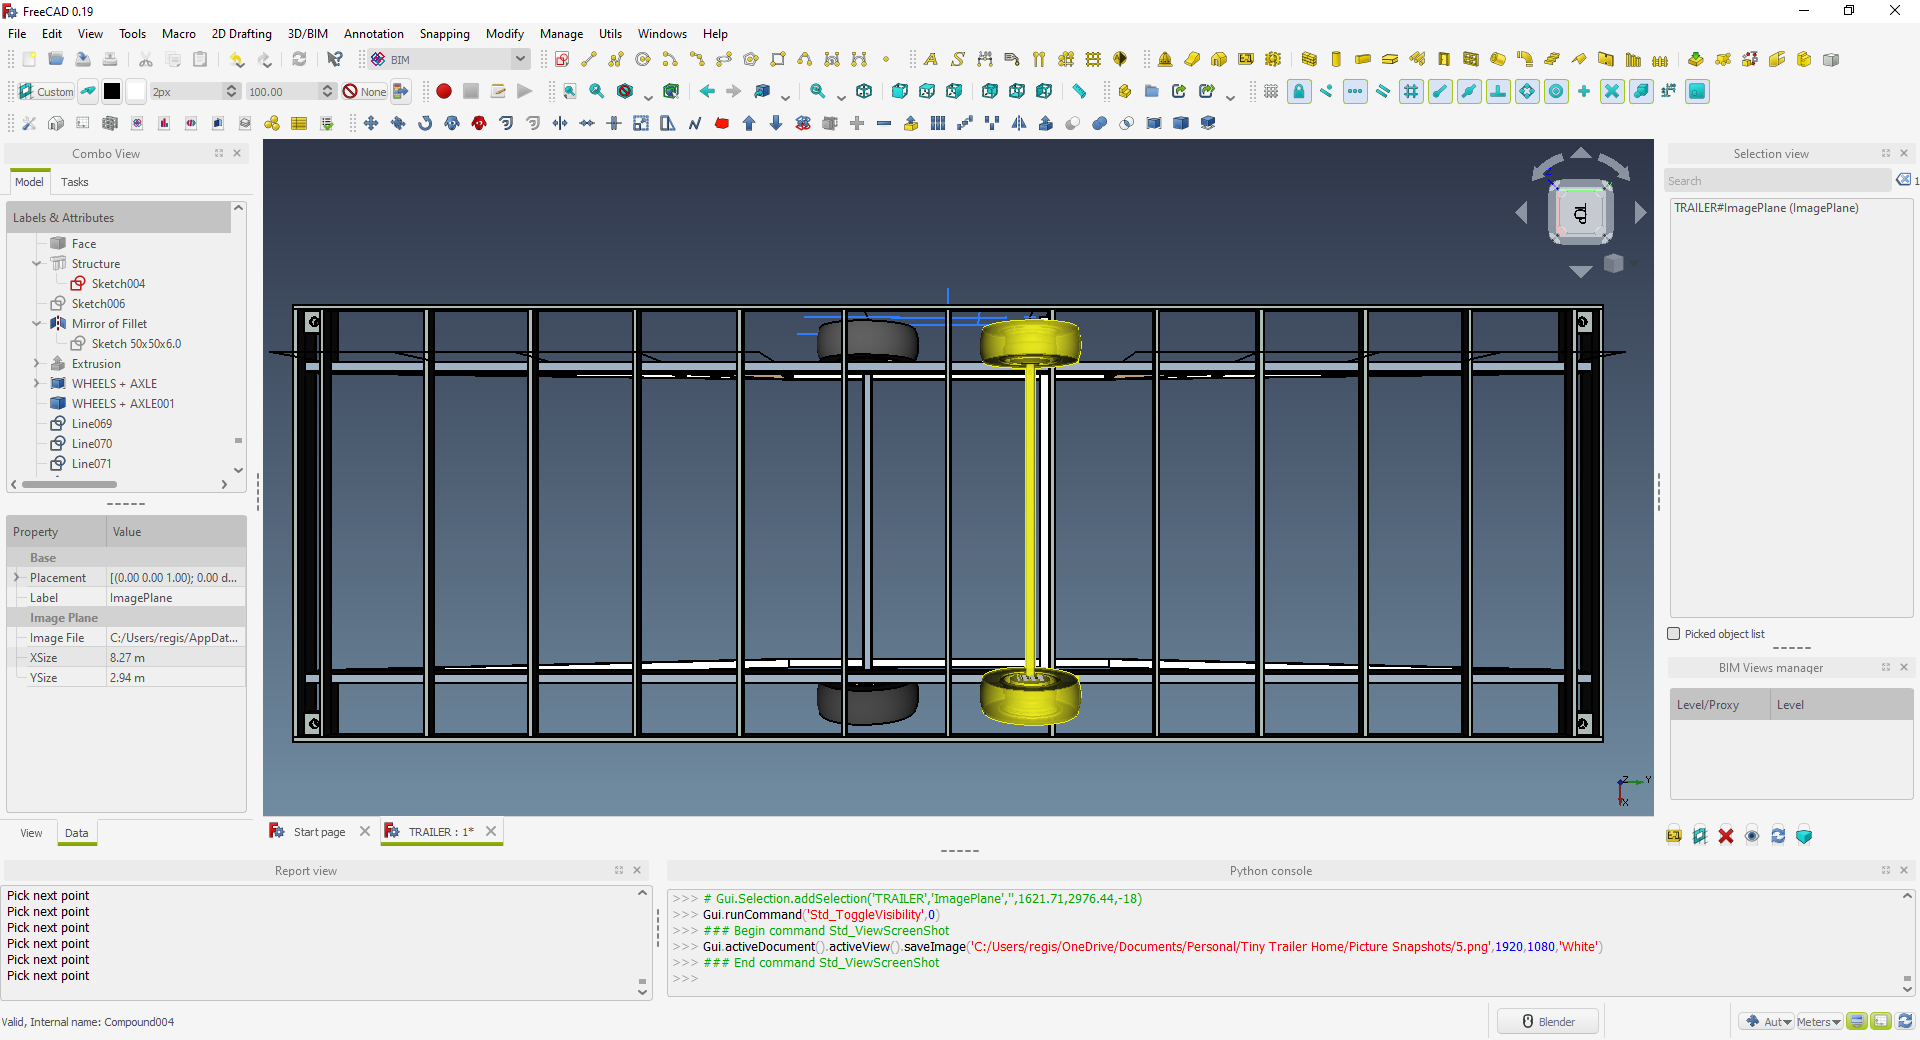 FreeCAD 0.19
File Edit View Tools Macro 2D Drafting 3D/BIM Annotation Snapping Modify Manage Utils Windows Help
BIM
Custom 2px 100.00 None
Combo View
Model Tasks
Labels & Attributes
Face
Structure
Sketch004
Sketch006
Mirror of Fillet
Sketch 50x50x6.0
Extrusion
WHEELS + AXLE
WHEELS + AXLE001
Line069
Line070
Line071
Property Value
Base
Placement [(0.00 0.00 1.00); 0.00 d...
Label ImagePlane
Image Plane
Image File C:/Users/regis/AppDat...
XSize 8.27 m
YSize 2.94 m
View Data
TOP
Z Y
X
Start page TRAILER : 1*
Selection view
Search 1
TRAILER#ImagePlane (ImagePlane)
Picked object list
BIM Views manager
Level/Proxy Level
Report view
Pick next point
Pick next point
Pick next point
Pick next point
Pick next point
Pick next point
Python console
>>> # Gui.Selection.addSelection('TRAILER','ImagePlane','',1621.71,2976.44,-18)
>>> Gui.runCommand('Std_ToggleVisibility',0)
>>> ### Begin command Std_ViewScreenShot
>>> Gui.activeDocument().activeView().saveImage('C:/Users/regis/OneDrive/Documents/Personal/Tiny Trailer Home/Picture Snapshots/5.png',1920,1080,'White')
>>> ### End command Std_ViewScreenShot
>>>
Valid, Internal name: Compound004
Blender Aut Meters